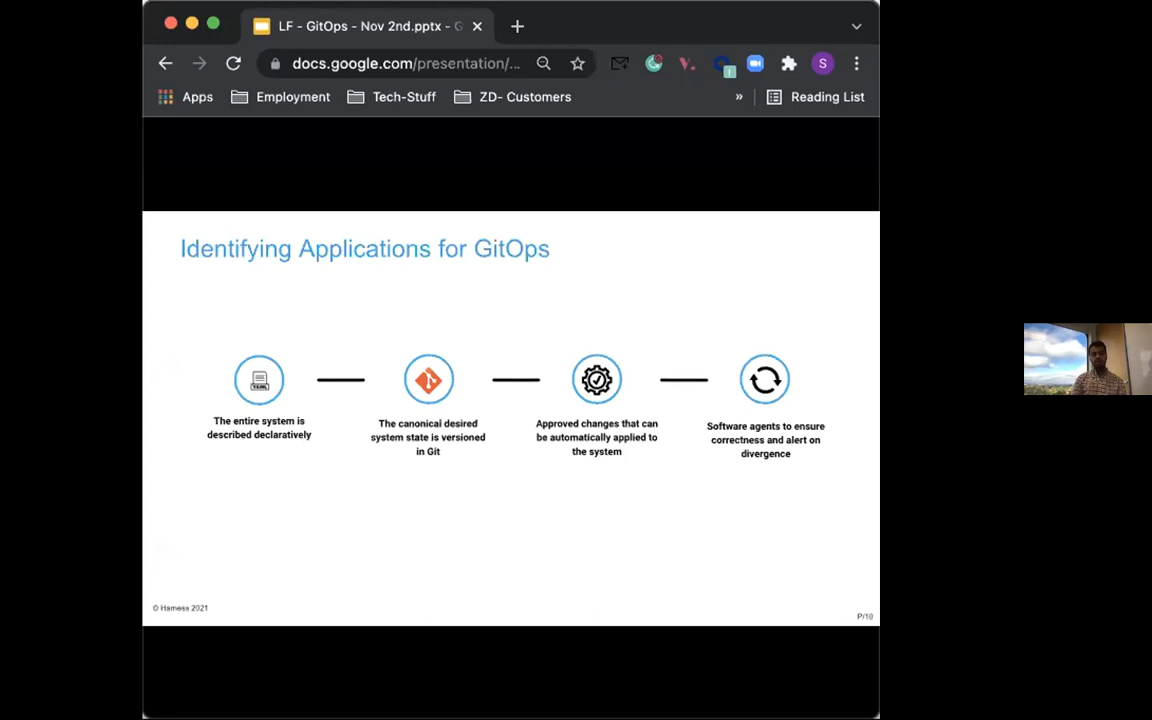 LF - GitOps - Nov 2nd.pptx - G
docs.google.com/presentation/...
S
Apps
Employment
Tech-Stuff
ZD- Customers
»
Reading List
Identifying Applications for GitOps
YAML
The entire system is
described declaratively
The canonical desired
system state is versioned
in Git
Approved changes that can
be automatically applied to
the system
Software agents to ensure
correctness and alert on
divergence
© Harness 2021
P/10